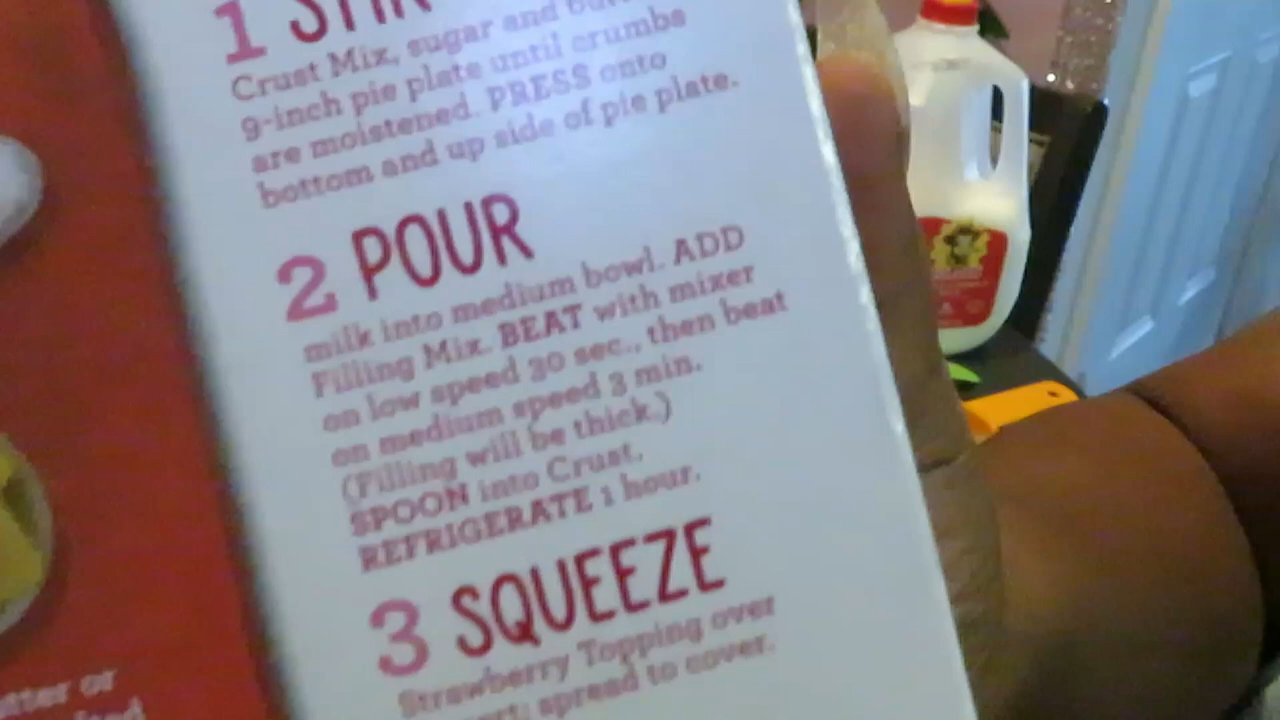 1 STIR
Crust Mix, sugar and
9-inch pie plate until crumbs
are moistened. PRESS onto
bottom and up side of pie plate.
2 POUR
milk into medium bowl. ADD
Filling Mix. BEAT with mixer
on low speed 30 sec., then beat
on medium speed 3 min.
(Filling will be thick.)
SPOON into Crust.
REFRIGERATE 1 hour.
3 SQUEEZE
Strawberry Topping over
spread to cover.
or